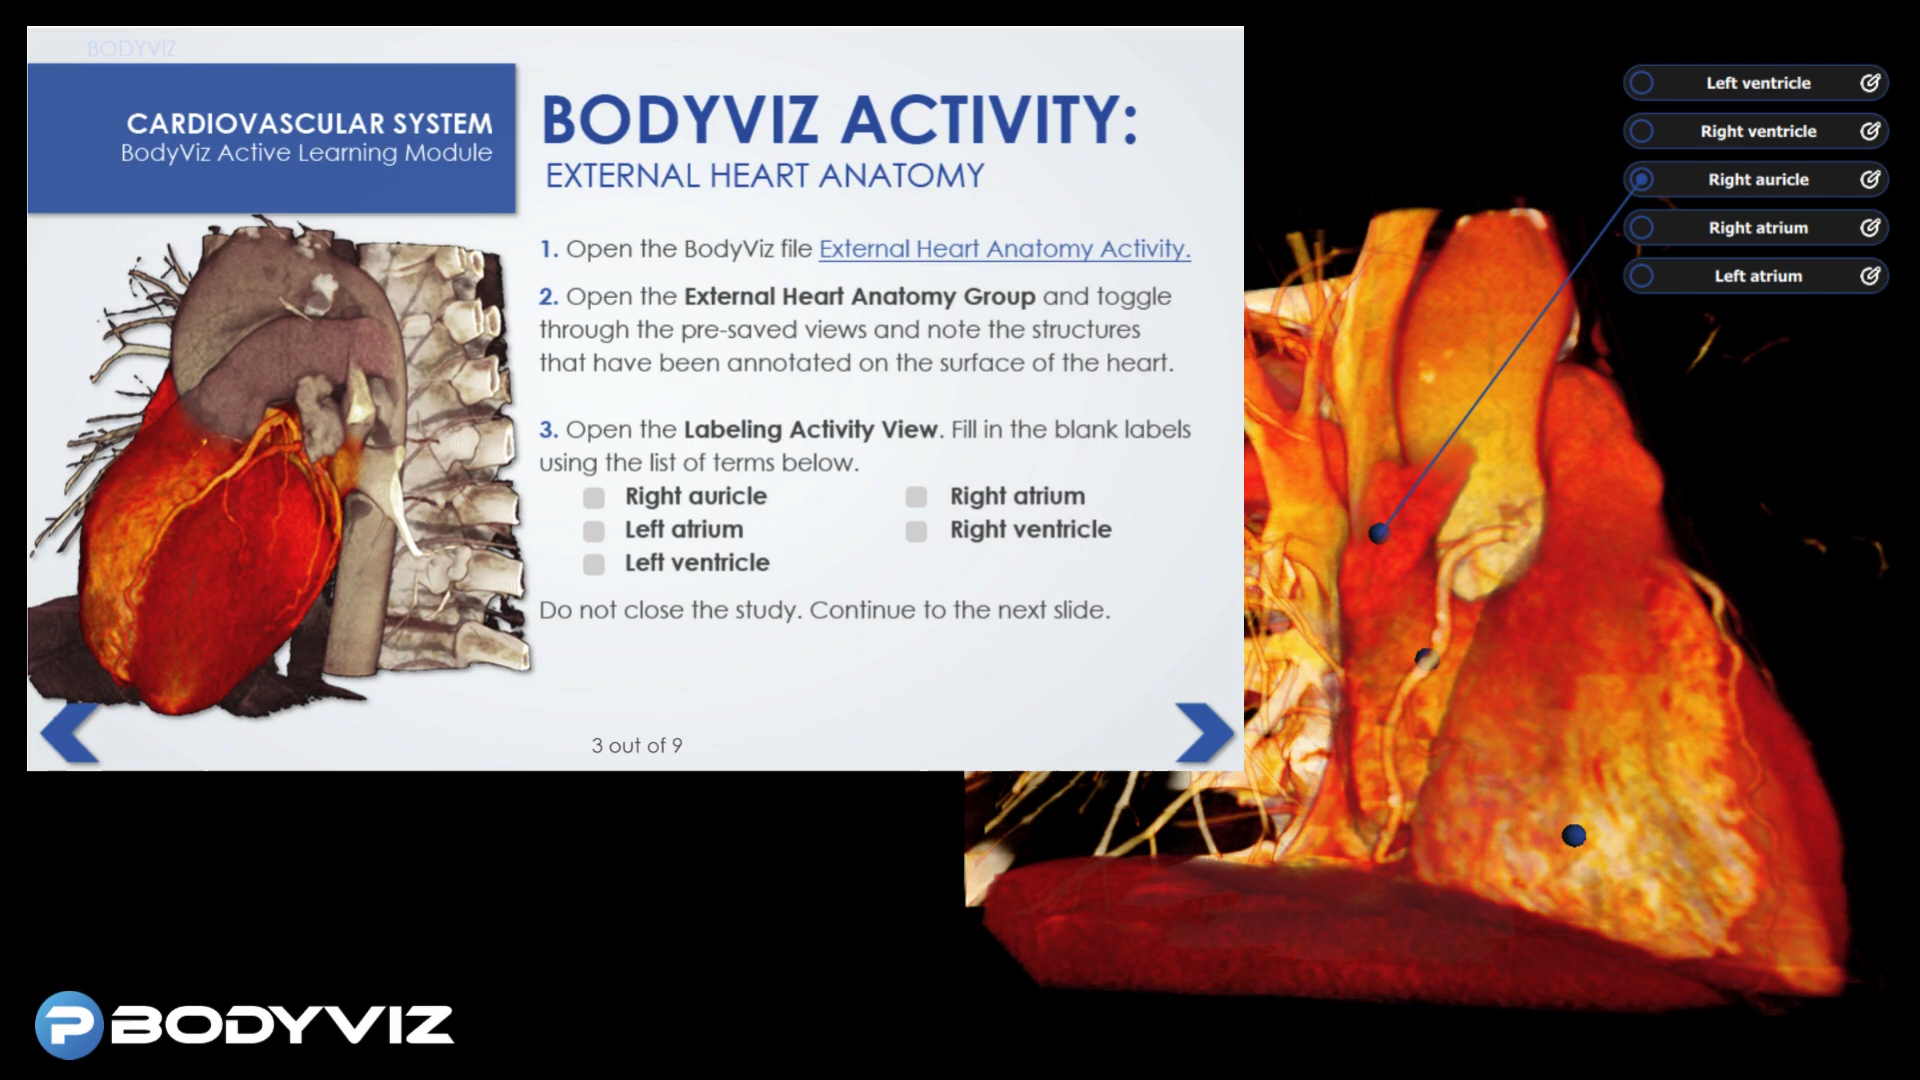 BODYVIZ
CARDIOVASCULAR SYSTEM
BodyViz Active Learning Module
BODYVIZ ACTIVITY:
EXTERNAL HEART ANATOMY
1. Open the BodyViz file External Heart Anatomy Activity.
2. Open the External Heart Anatomy Group and toggle
through the pre-saved views and note the structures
that have been annotated on the surface of the heart.
3. Open the Labeling Activity View. Fill in the blank labels
using the list of terms below.
Right auricle
Right atrium
Left atrium
Right ventricle
Left ventricle
Do not close the study. Continue to the next slide.
3 out of 9
Left ventricle
Right ventricle
Right auricle
Right atrium
Left atrium
BODYVIZ